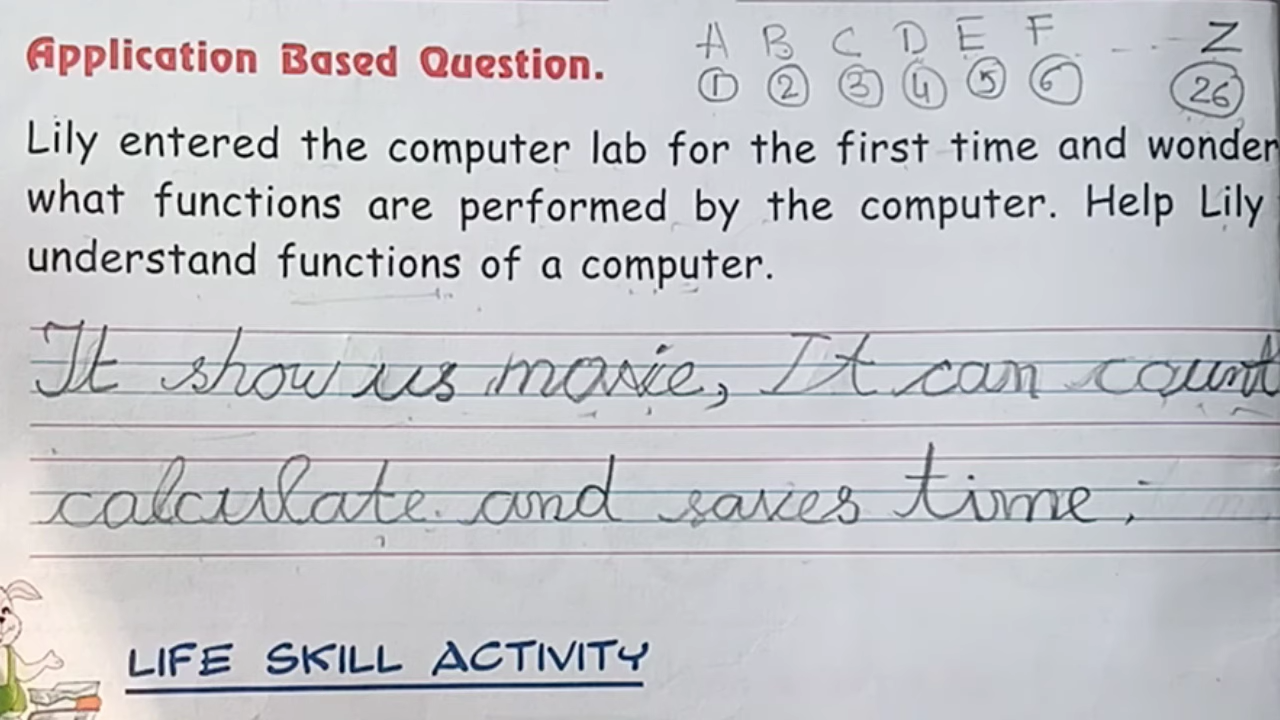 Application Based Question.
A B C D E F - - - Z
1 2 3 4 5 6 26
Lily entered the computer lab for the first time and wonder
what functions are performed by the computer. Help Lily
understand functions of a computer.
It show us movie, It can count
calculate and saves time.
LIFE SKILL ACTIVITY